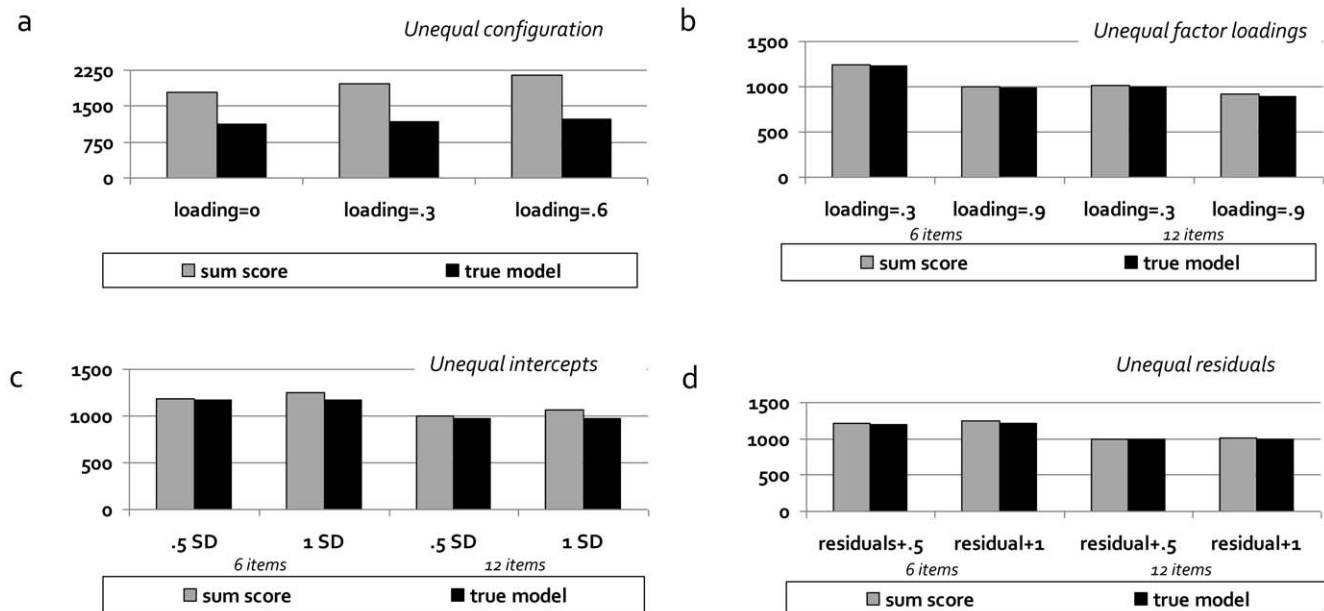 a
Unequal configuration
2250
1500
750
0
loading=0 loading=.3 loading=.6
sum score true model
b
Unequal factor loadings
1500
1000
500
0
loading=.3 loading=.9 loading=.3 loading=.9
6 items 12 items
sum score true model
c
Unequal intercepts
1500
1000
500
0
.5 SD 1 SD .5 SD 1 SD
6 items 12 items
sum score true model
d
Unequal residuals
1500
1000
500
0
residuals+.5 residual+1 residual+.5 residual+1
6 items 12 items
sum score true model